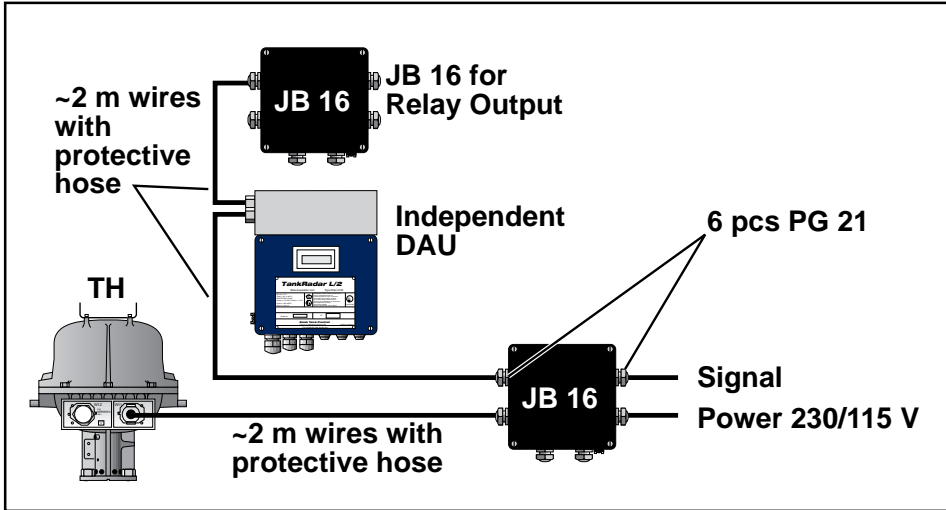 JB 16
JB 16 for
Relay Output
~2 m wires
with
protective
hose
Independent
DAU
6 pcs PG 21
TankRadar L/2
TH
JB 16
Signal
Power 230/115 V
~2 m wires with
protective hose